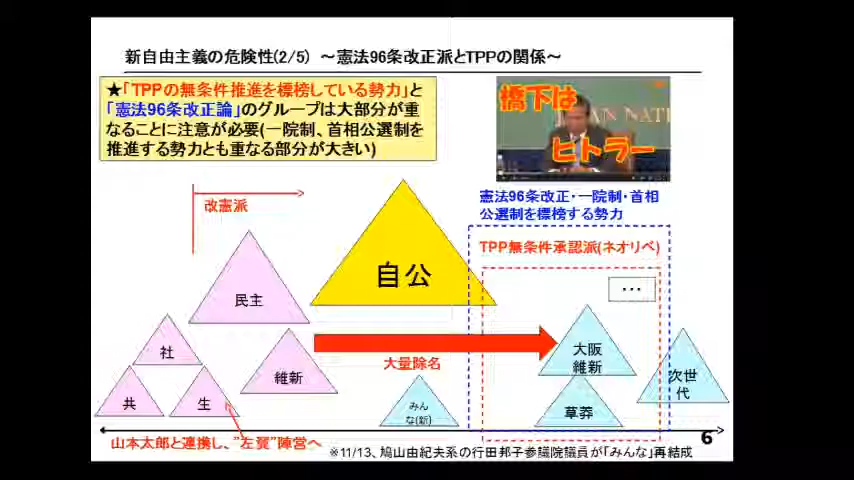 新自由主義の危険性(2/5) ～憲法96条改正派とTPPの関係～
★「TPPの無条件推進を標榜している勢力」と
「憲法96条改正論」のグループは大部分が重
なることに注意が必要(一院制、首相公選制を
推進する勢力とも重なる部分が大きい)
橋下は
ヒトラー
憲法96条改正・一院制・首相
公選制を標榜する勢力
改憲派
TPP無条件承認派(ネオリベ)
…
自公
民主
社
維新
共
生
大量除名
みん
な(新)
大阪
維新
草莽
次世
代
山本太郎と連携し、"左翼"陣営へ
6
※11/13、鳩山由紀夫系の行田邦子参議院議員が「みんな」再結成